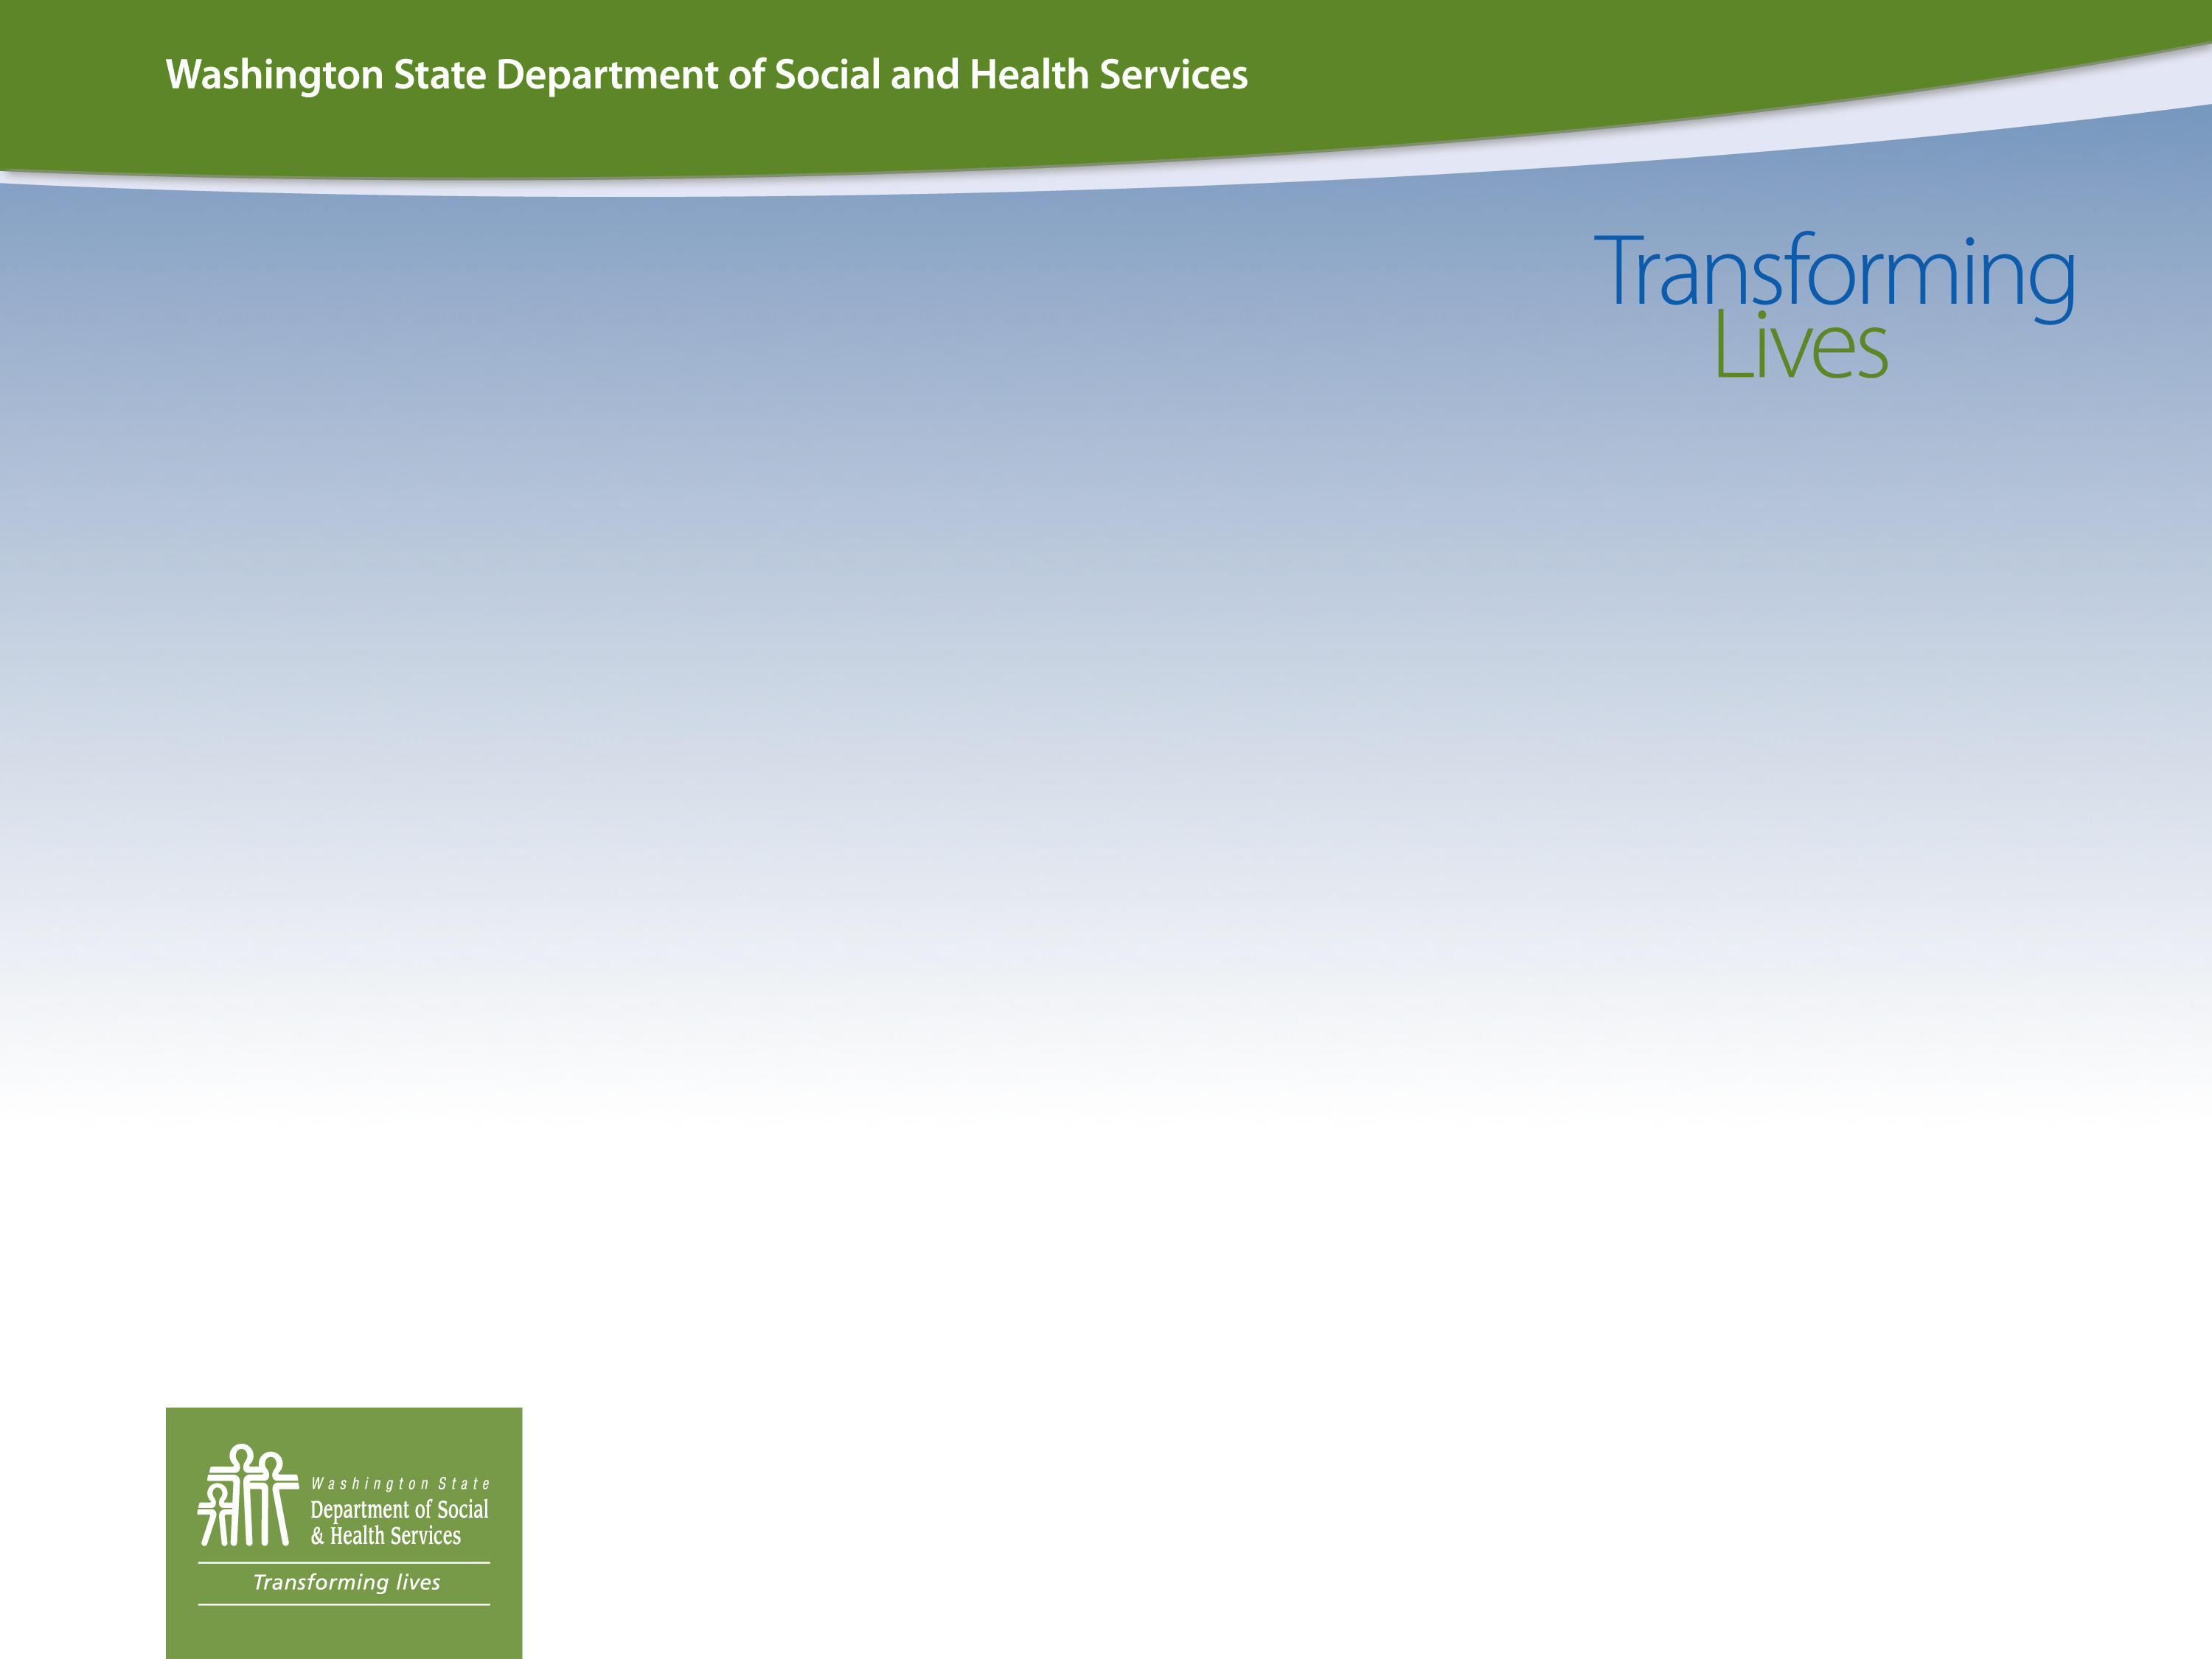 Washington State Department of Social and Health Services
Transforming
Lives
Washington State
Department of Social
& Health Services
Transforming lives